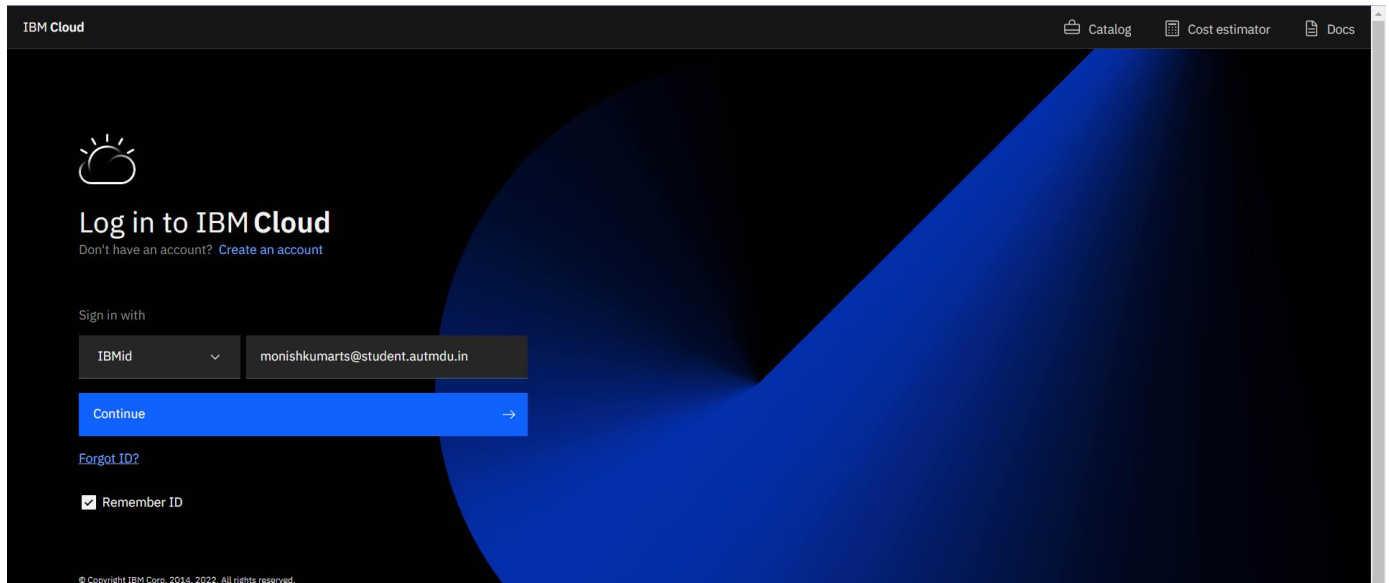 IBM Cloud
Catalog
Cost estimator
Docs
Log in to IBM Cloud
Don't have an account? Create an account
Sign in with
IBMid
monishkumarts@student.autmdu.in
Continue
Forgot ID?
Remember ID
© Copyright IBM Corp. 2014, 2022. All rights reserved.